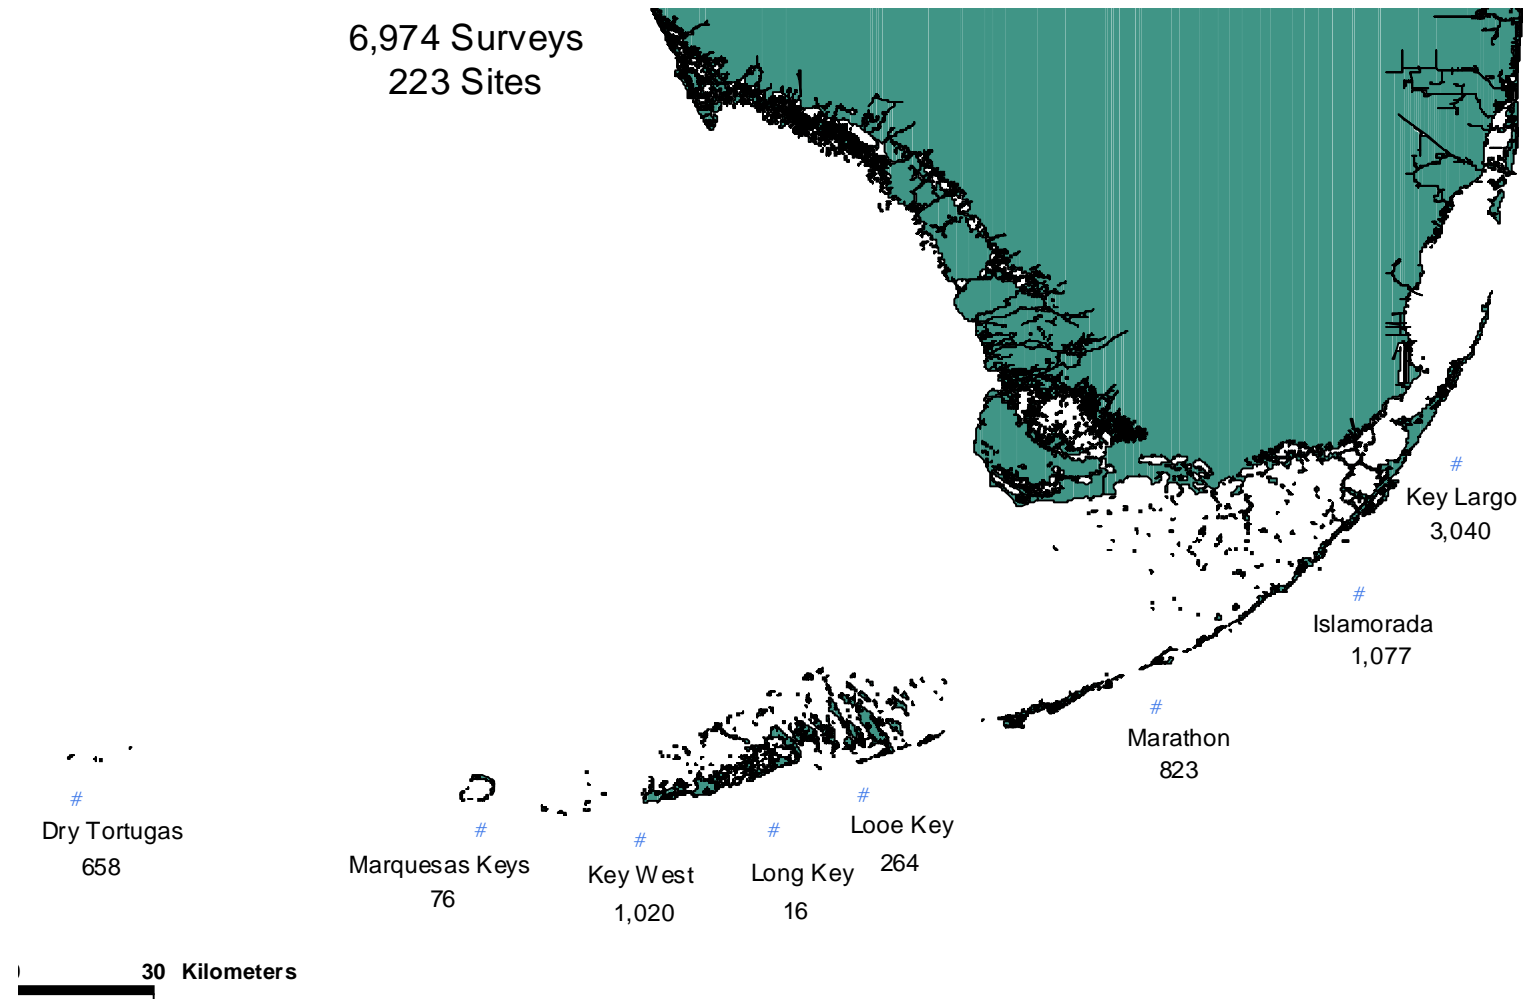 6,974 Surveys
223 Sites
#
Key Largo
3,040
#
Islamorada
1,077
#
Marathon
823
#
Looe Key
264
#
Long Key
16
#
Key West
1,020
#
Marquesas Keys
76
#
Dry Tortugas
658
30 Kilometers